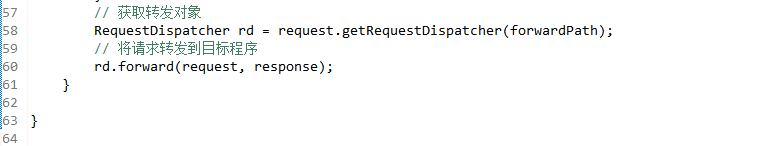 57 // 获取转发对象
58 RequestDispatcher rd = request.getRequestDispatcher(forwardPath);
59 // 将请求转发到目标程序
60 rd.forward(request, response);
61 }
62
63 }
64